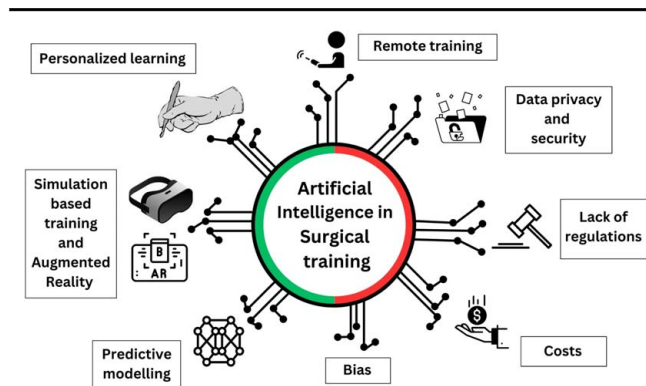 Personalized learning
Remote training
Data privacy
and
security
Simulation
based
training
and
Augmented
Reality
B
AR
Artificial
Intelligence in
Surgical
training
Lack of
regulations
$
Predictive
modelling
Bias
Costs